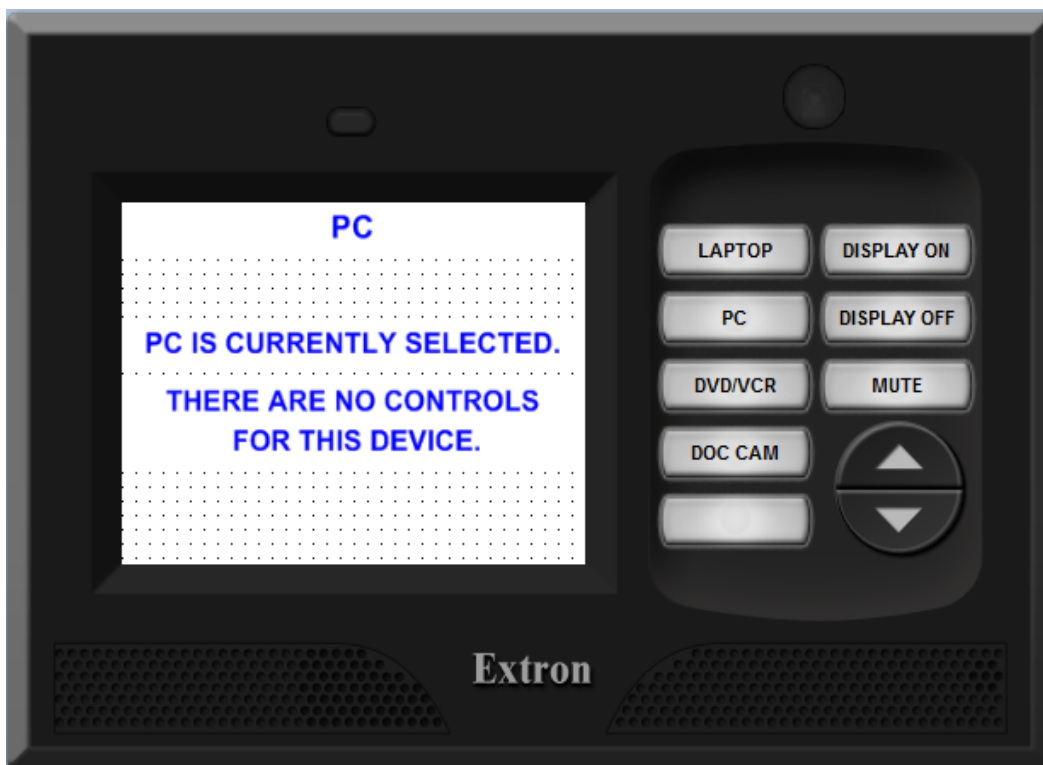 PC
PC IS CURRENTLY SELECTED.
THERE ARE NO CONTROLS
FOR THIS DEVICE.
LAPTOP
DISPLAY ON
PC
DISPLAY OFF
DVD/VCR
MUTE
DOC CAM
Extron